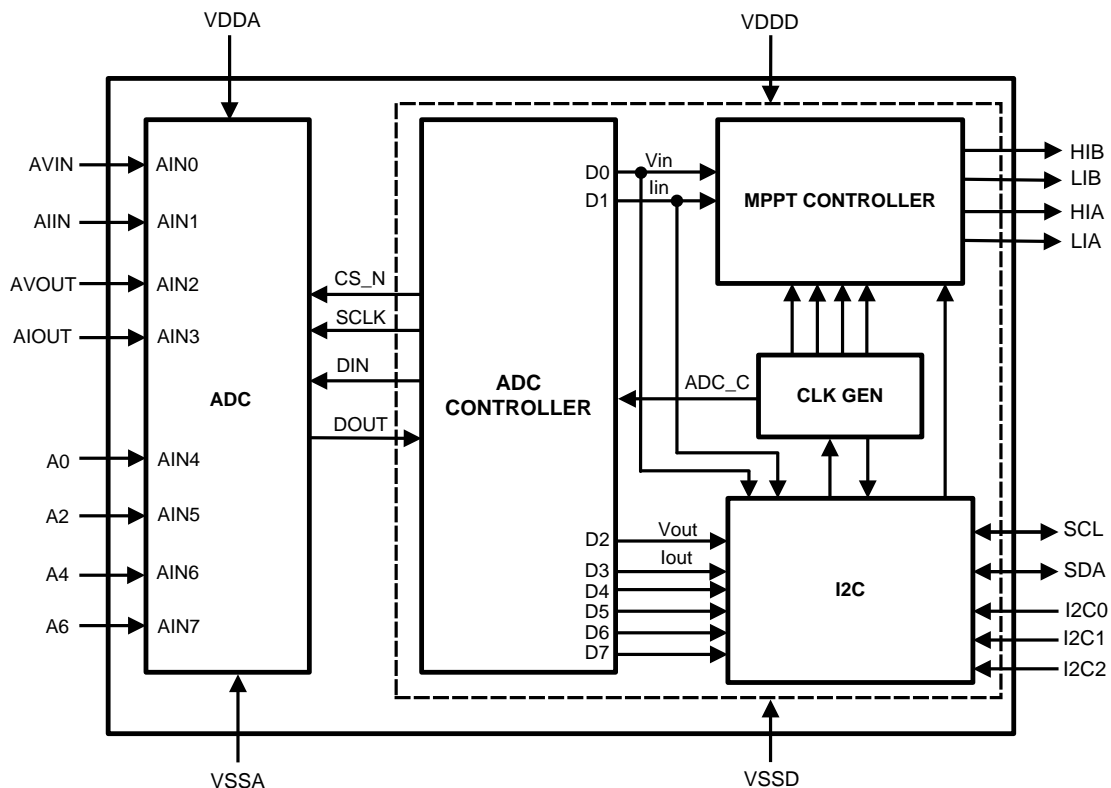 VDDA
VDDD
AVIN
AIN0
AIIN
AIN1
AVOUT
AIN2
AIOUT
AIN3
ADC
A0
AIN4
A2
AIN5
A4
AIN6
A6
AIN7
CS_N
SCLK
DIN
DOUT
ADC
CONTROLLER
D0
Vin
D1
Iin
MPPT CONTROLLER
HIB
LIB
HIA
LIA
ADC_C
CLK GEN
D2
Vout
D3
Iout
D4
D5
D6
D7
I2C
SCL
SDA
I2C0
I2C1
I2C2
VSSA
VSSD